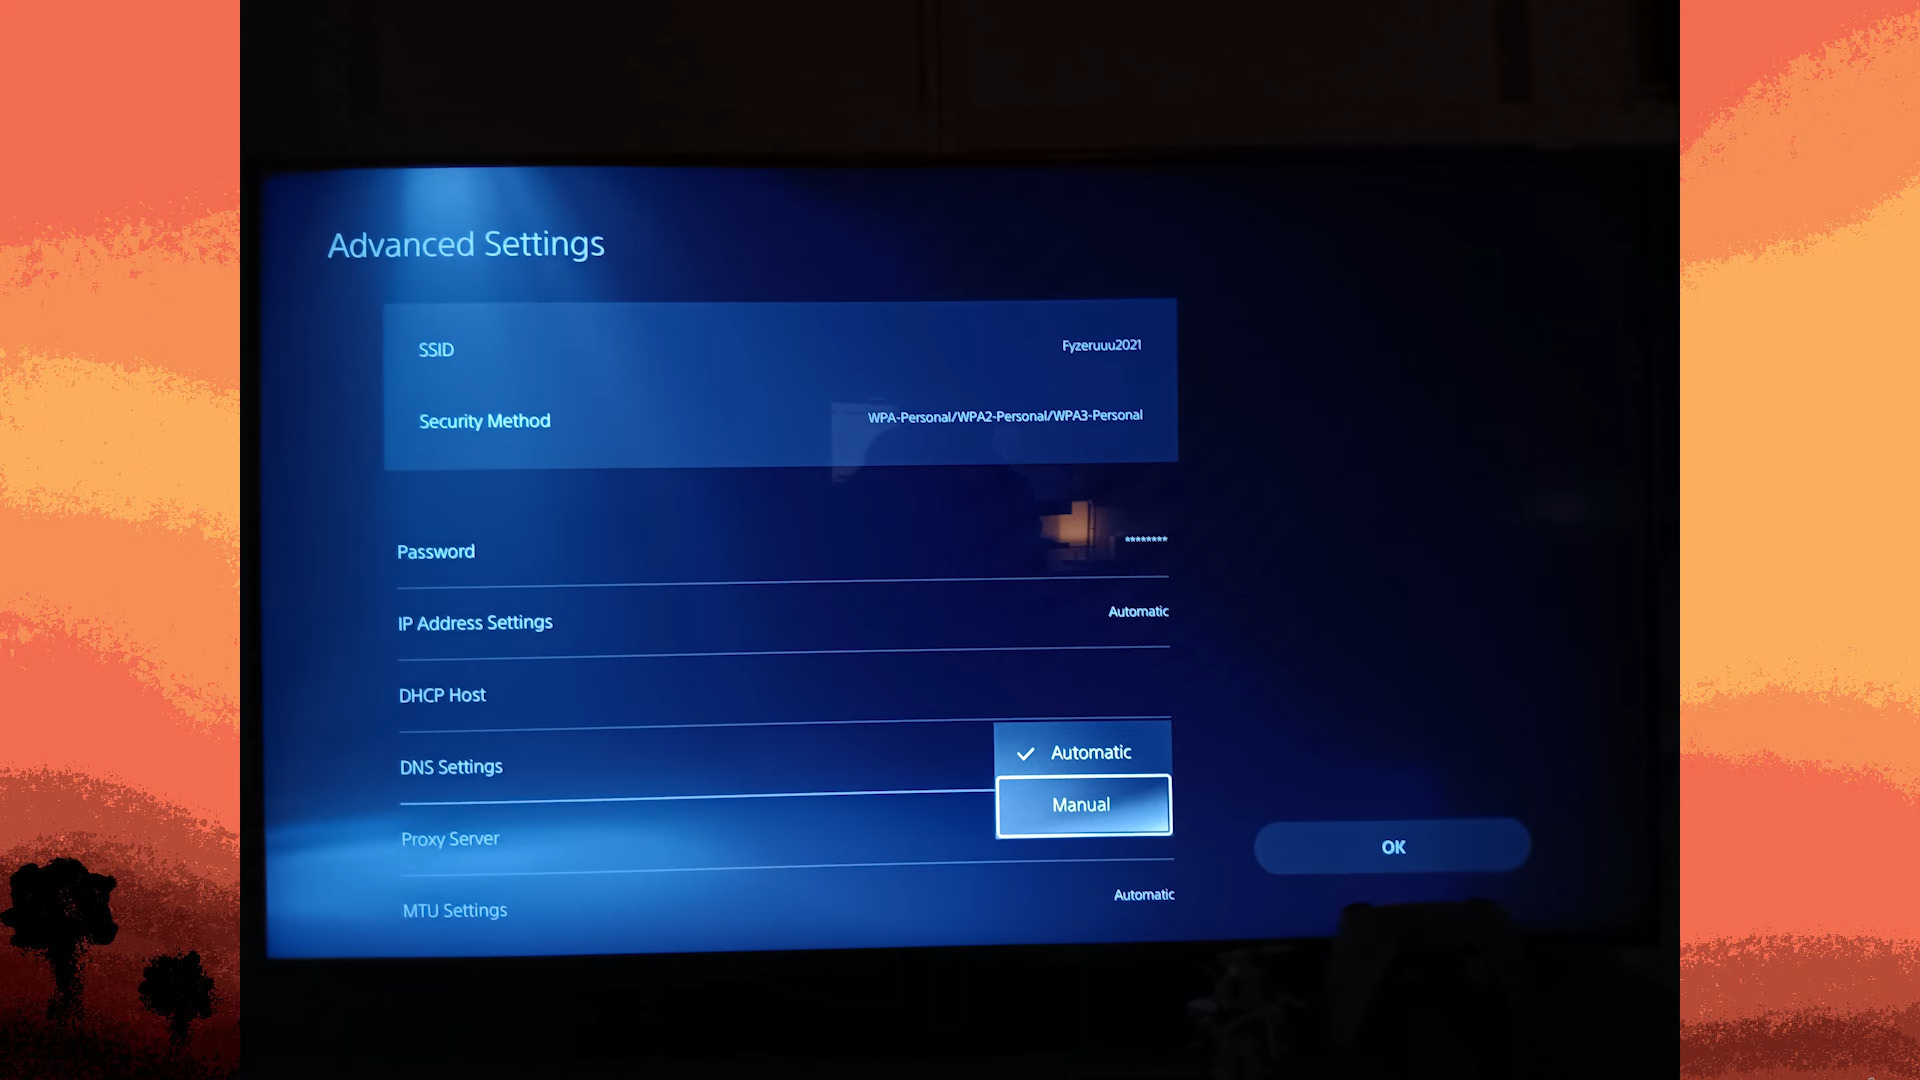 Advanced Settings
SSID Fyzeruuu2021
Security Method WPA-Personal/WPA2-Personal/WPA3-Personal
Password ********
IP Address Settings Automatic
DHCP Host
DNS Settings Automatic
Manual
Proxy Server
OK
MTU Settings Automatic